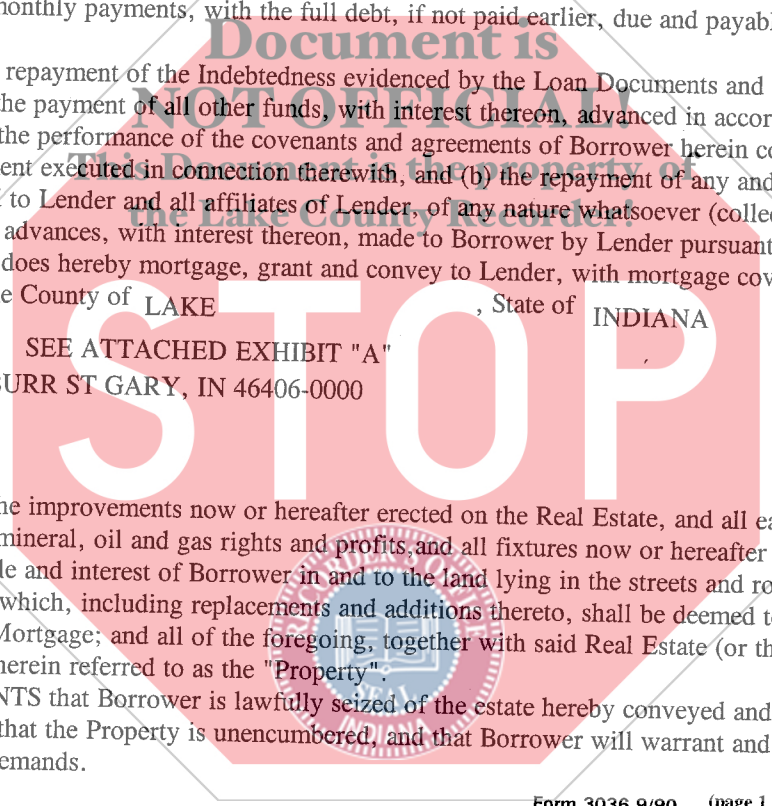 monthly payments, with the full debt, if not paid earlier, due and payabl
Document is
repayment of the Indebtedness evidenced by the Loan Documents and
NOT OFFICIAL!
the payment of all other funds, with interest thereon, advanced in accor
the performance of the covenants and agreements of Borrower herein co
This Document is the property of
ent executed in connection therewith, and (b) the repayment of any and
to Lender and all affiliates of Lender, of any nature whatsoever (collec
the Lake County Recorder!
advances, with interest thereon, made to Borrower by Lender pursuant
does hereby mortgage, grant and convey to Lender, with mortgage cov
e County of LAKE , State of INDIANA
SEE ATTACHED EXHIBIT "A"
BURR ST GARY, IN 46406-0000
STOP
he improvements now or hereafter erected on the Real Estate, and all ea
mineral, oil and gas rights and profits,and all fixtures now or hereafter
le and interest of Borrower in and to the land lying in the streets and ro
which, including replacements and additions thereto, shall be deemed to
Mortgage; and all of the foregoing, together with said Real Estate (or th
herein referred to as the "Property".
NTS that Borrower is lawfully seized of the estate hereby conveyed and
that the Property is unencumbered, and that Borrower will warrant and
emands.
RECORDER'S OFFICE
SEAL
INDIANA
Form 3036 9/90 (page 1